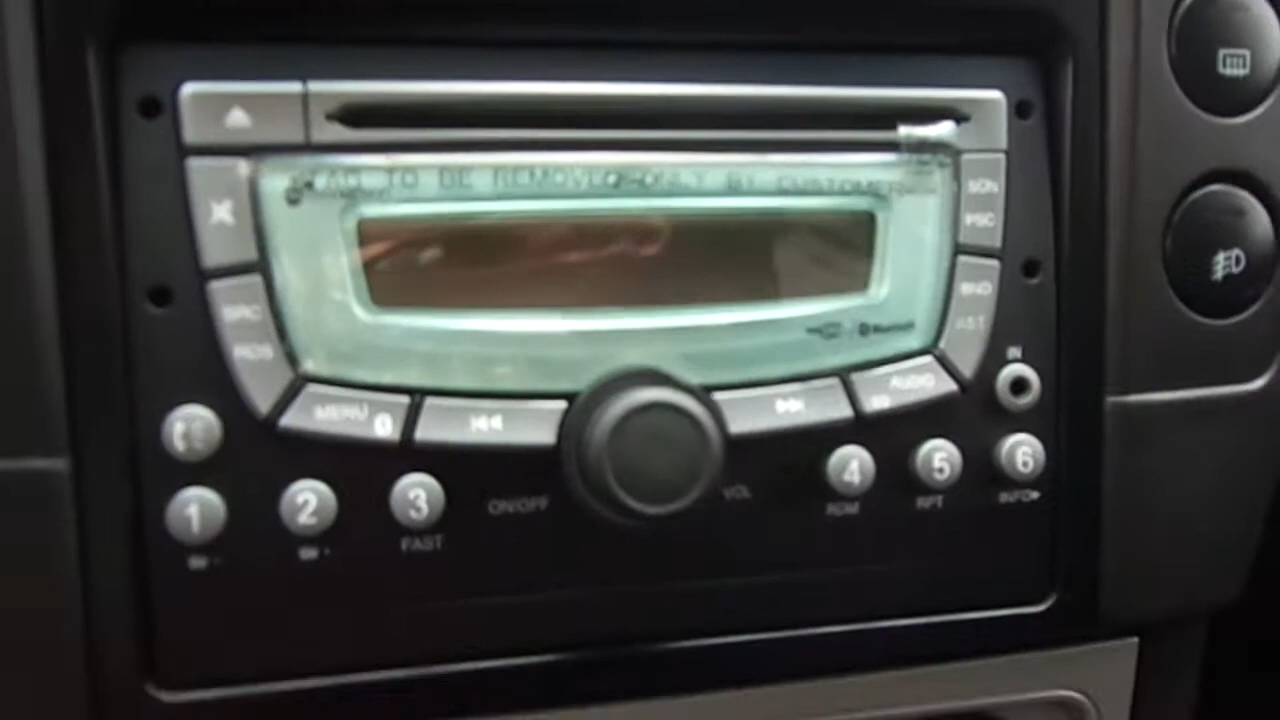 TO BE REMOVED ONLY BY CUSTOMER
SCN
PSC
SRC
RDS
BND
AST
Bluetooth
IN
MENU
AUDIO
1
2
3
FAST
ON/OFF
VOL
4
RDM
5
RPT
6
INFO